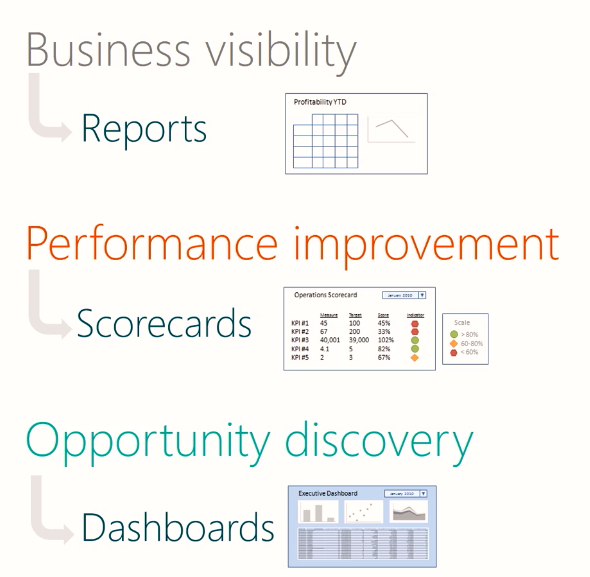 Business visibility
Reports
Profitability YTD
Performance improvement
Scorecards
Operations Scorecard
January 2010
Measure Target Score Indicator
KPI #1 45 100 45%
KPI #2 67 200 33%
KPI #3 40,001 39,000 102%
KPI #4 4.1 5 82%
KPI #5 2 3 67%
Scale
> 80%
60-80%
< 60%
Opportunity discovery
Dashboards
Executive Dashboard
January 2010